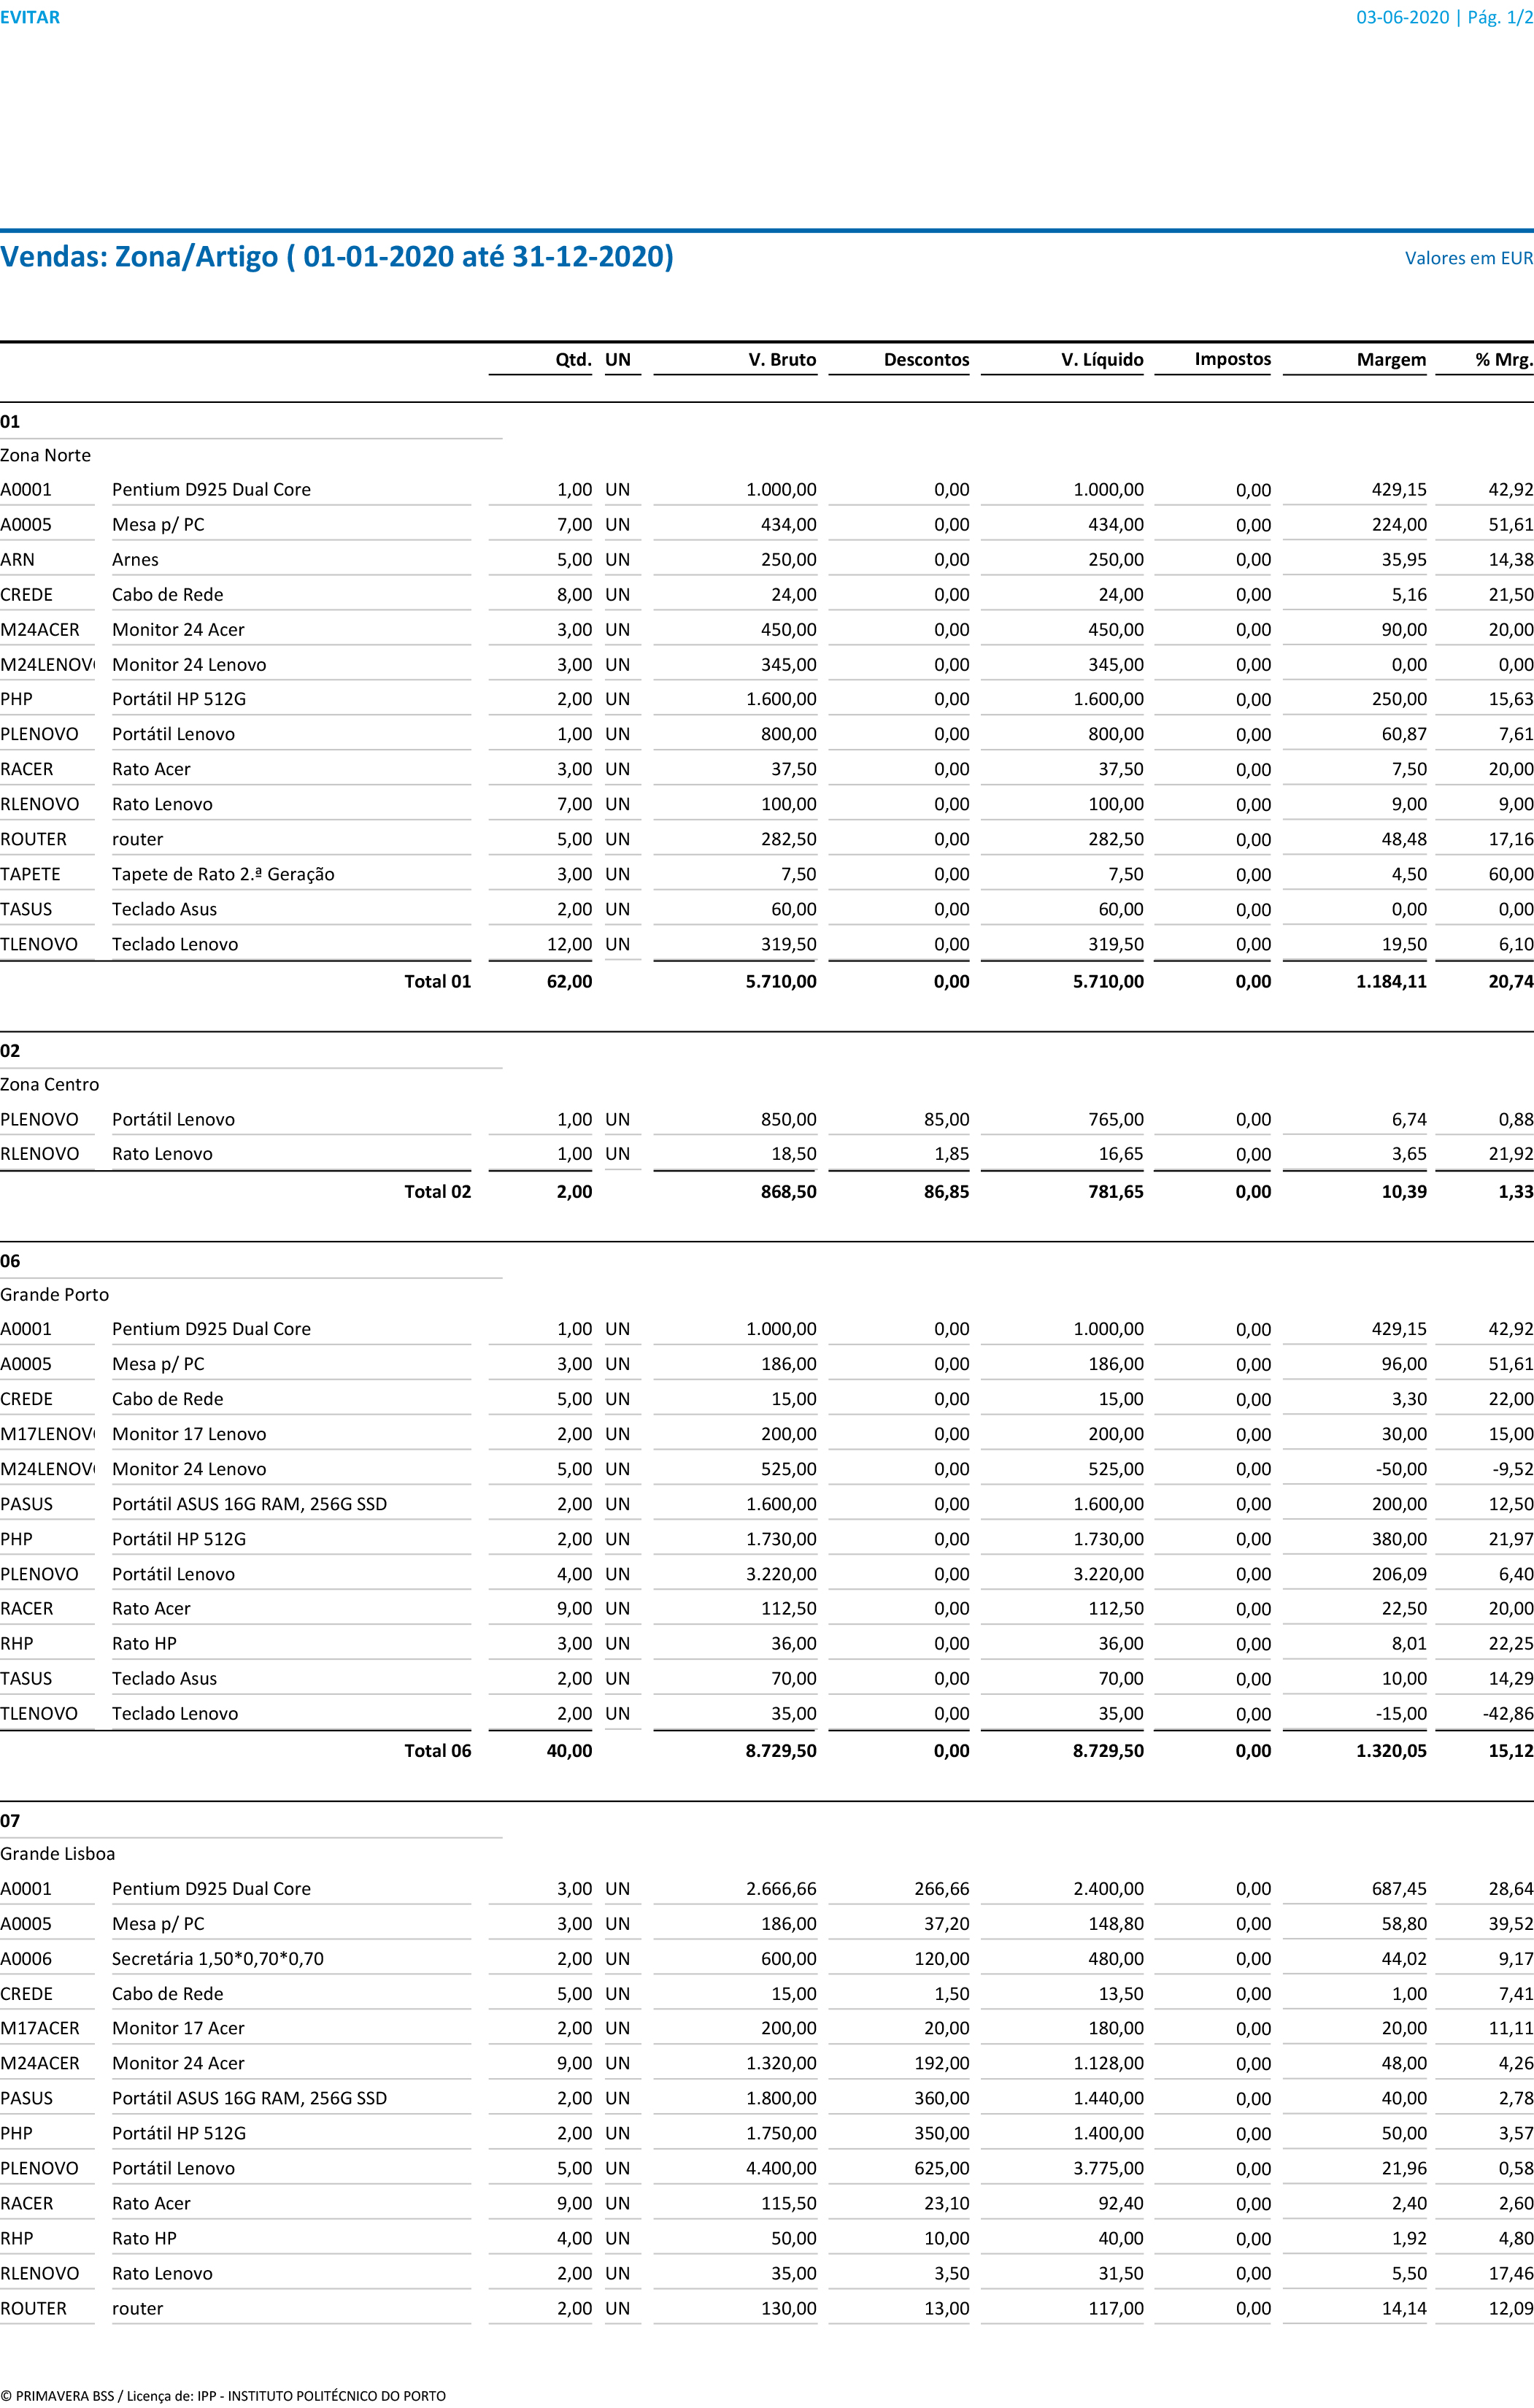 EVITAR 03-06-2020 | Pág. 1/2
Vendas: Zona/Artigo ( 01-01-2020 até 31-12-2020) Valores em EUR
Qtd. UN V. Bruto Descontos V. Líquido Impostos Margem % Mrg.
01
Zona Norte
A0001 Pentium D925 Dual Core 1,00 UN 1.000,00 0,00 1.000,00 0,00 429,15 42,92
A0005 Mesa p/ PC 7,00 UN 434,00 0,00 434,00 0,00 224,00 51,61
ARN Arnes 5,00 UN 250,00 0,00 250,00 0,00 35,95 14,38
CREDE Cabo de Rede 8,00 UN 24,00 0,00 24,00 0,00 5,16 21,50
M24ACER Monitor 24 Acer 3,00 UN 450,00 0,00 450,00 0,00 90,00 20,00
M24LENOV Monitor 24 Lenovo 3,00 UN 345,00 0,00 345,00 0,00 0,00 0,00
PHP Portátil HP 512G 2,00 UN 1.600,00 0,00 1.600,00 0,00 250,00 15,63
PLENOVO Portátil Lenovo 1,00 UN 800,00 0,00 800,00 0,00 60,87 7,61
RACER Rato Acer 3,00 UN 37,50 0,00 37,50 0,00 7,50 20,00
RLENOVO Rato Lenovo 7,00 UN 100,00 0,00 100,00 0,00 9,00 9,00
ROUTER router 5,00 UN 282,50 0,00 282,50 0,00 48,48 17,16
TAPETE Tapete de Rato 2.ª Geração 3,00 UN 7,50 0,00 7,50 0,00 4,50 60,00
TASUS Teclado Asus 2,00 UN 60,00 0,00 60,00 0,00 0,00 0,00
TLENOVO Teclado Lenovo 12,00 UN 319,50 0,00 319,50 0,00 19,50 6,10
Total 01 62,00 5.710,00 0,00 5.710,00 0,00 1.184,11 20,74
02
Zona Centro
PLENOVO Portátil Lenovo 1,00 UN 850,00 85,00 765,00 0,00 6,74 0,88
RLENOVO Rato Lenovo 1,00 UN 18,50 1,85 16,65 0,00 3,65 21,92
Total 02 2,00 868,50 86,85 781,65 0,00 10,39 1,33
06
Grande Porto
A0001 Pentium D925 Dual Core 1,00 UN 1.000,00 0,00 1.000,00 0,00 429,15 42,92
A0005 Mesa p/ PC 3,00 UN 186,00 0,00 186,00 0,00 96,00 51,61
CREDE Cabo de Rede 5,00 UN 15,00 0,00 15,00 0,00 3,30 22,00
M17LENOV Monitor 17 Lenovo 2,00 UN 200,00 0,00 200,00 0,00 30,00 15,00
M24LENOV Monitor 24 Lenovo 5,00 UN 525,00 0,00 525,00 0,00 -50,00 -9,52
PASUS Portátil ASUS 16G RAM, 256G SSD 2,00 UN 1.600,00 0,00 1.600,00 0,00 200,00 12,50
PHP Portátil HP 512G 2,00 UN 1.730,00 0,00 1.730,00 0,00 380,00 21,97
PLENOVO Portátil Lenovo 4,00 UN 3.220,00 0,00 3.220,00 0,00 206,09 6,40
RACER Rato Acer 9,00 UN 112,50 0,00 112,50 0,00 22,50 20,00
RHP Rato HP 3,00 UN 36,00 0,00 36,00 0,00 8,01 22,25
TASUS Teclado Asus 2,00 UN 70,00 0,00 70,00 0,00 10,00 14,29
TLENOVO Teclado Lenovo 2,00 UN 35,00 0,00 35,00 0,00 -15,00 -42,86
Total 06 40,00 8.729,50 0,00 8.729,50 0,00 1.320,05 15,12
07
Grande Lisboa
A0001 Pentium D925 Dual Core 3,00 UN 2.666,66 266,66 2.400,00 0,00 687,45 28,64
A0005 Mesa p/ PC 3,00 UN 186,00 37,20 148,80 0,00 58,80 39,52
A0006 Secretária 1,50*0,70*0,70 2,00 UN 600,00 120,00 480,00 0,00 44,02 9,17
CREDE Cabo de Rede 5,00 UN 15,00 1,50 13,50 0,00 1,00 7,41
M17ACER Monitor 17 Acer 2,00 UN 200,00 20,00 180,00 0,00 20,00 11,11
M24ACER Monitor 24 Acer 9,00 UN 1.320,00 192,00 1.128,00 0,00 48,00 4,26
PASUS Portátil ASUS 16G RAM, 256G SSD 2,00 UN 1.800,00 360,00 1.440,00 0,00 40,00 2,78
PHP Portátil HP 512G 2,00 UN 1.750,00 350,00 1.400,00 0,00 50,00 3,57
PLENOVO Portátil Lenovo 5,00 UN 4.400,00 625,00 3.775,00 0,00 21,96 0,58
RACER Rato Acer 9,00 UN 115,50 23,10 92,40 0,00 2,40 2,60
RHP Rato HP 4,00 UN 50,00 10,00 40,00 0,00 1,92 4,80
RLENOVO Rato Lenovo 2,00 UN 35,00 3,50 31,50 0,00 5,50 17,46
ROUTER router 2,00 UN 130,00 13,00 117,00 0,00 14,14 12,09
© PRIMAVERA BSS / Licença de: IPP - INSTITUTO POLITÉCNICO DO PORTO